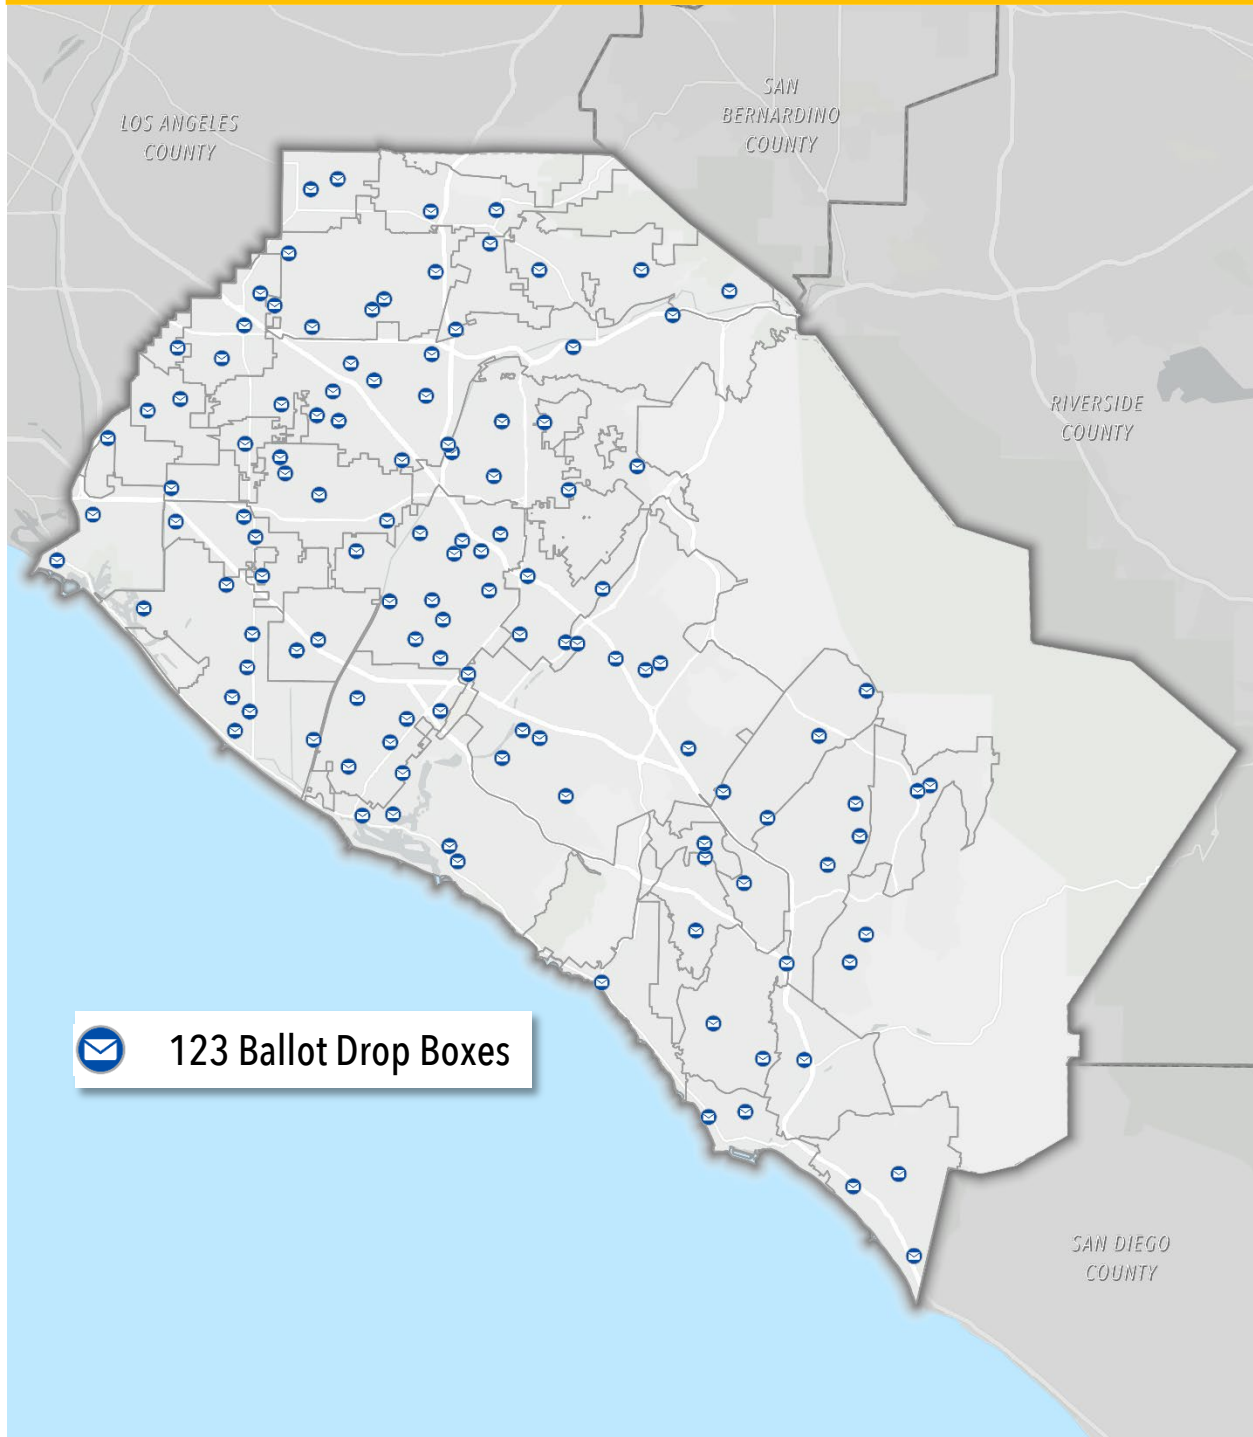 SAN
BERNARDINO
COUNTY
LOS ANGELES
COUNTY
RIVERSIDE
COUNTY
123 Ballot Drop Boxes
SAN DIEGO
COUNTY